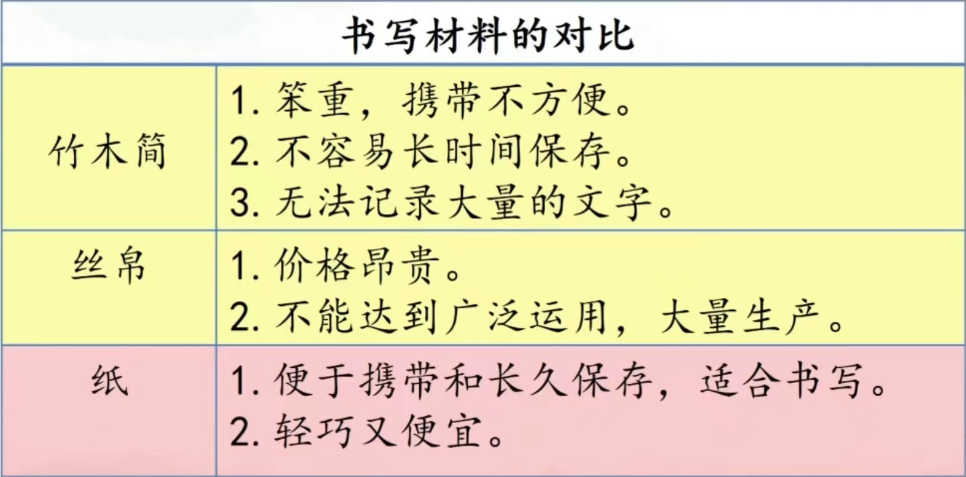 书写材料的对比
竹木简
1.笨重，携带不方便。
2.不容易长时间保存。
3.无法记录大量的文字。
丝帛
1.价格昂贵。
2.不能达到广泛运用，大量生产。
纸
1.便于携带和长久保存，适合书写。
2.轻巧又便宜。